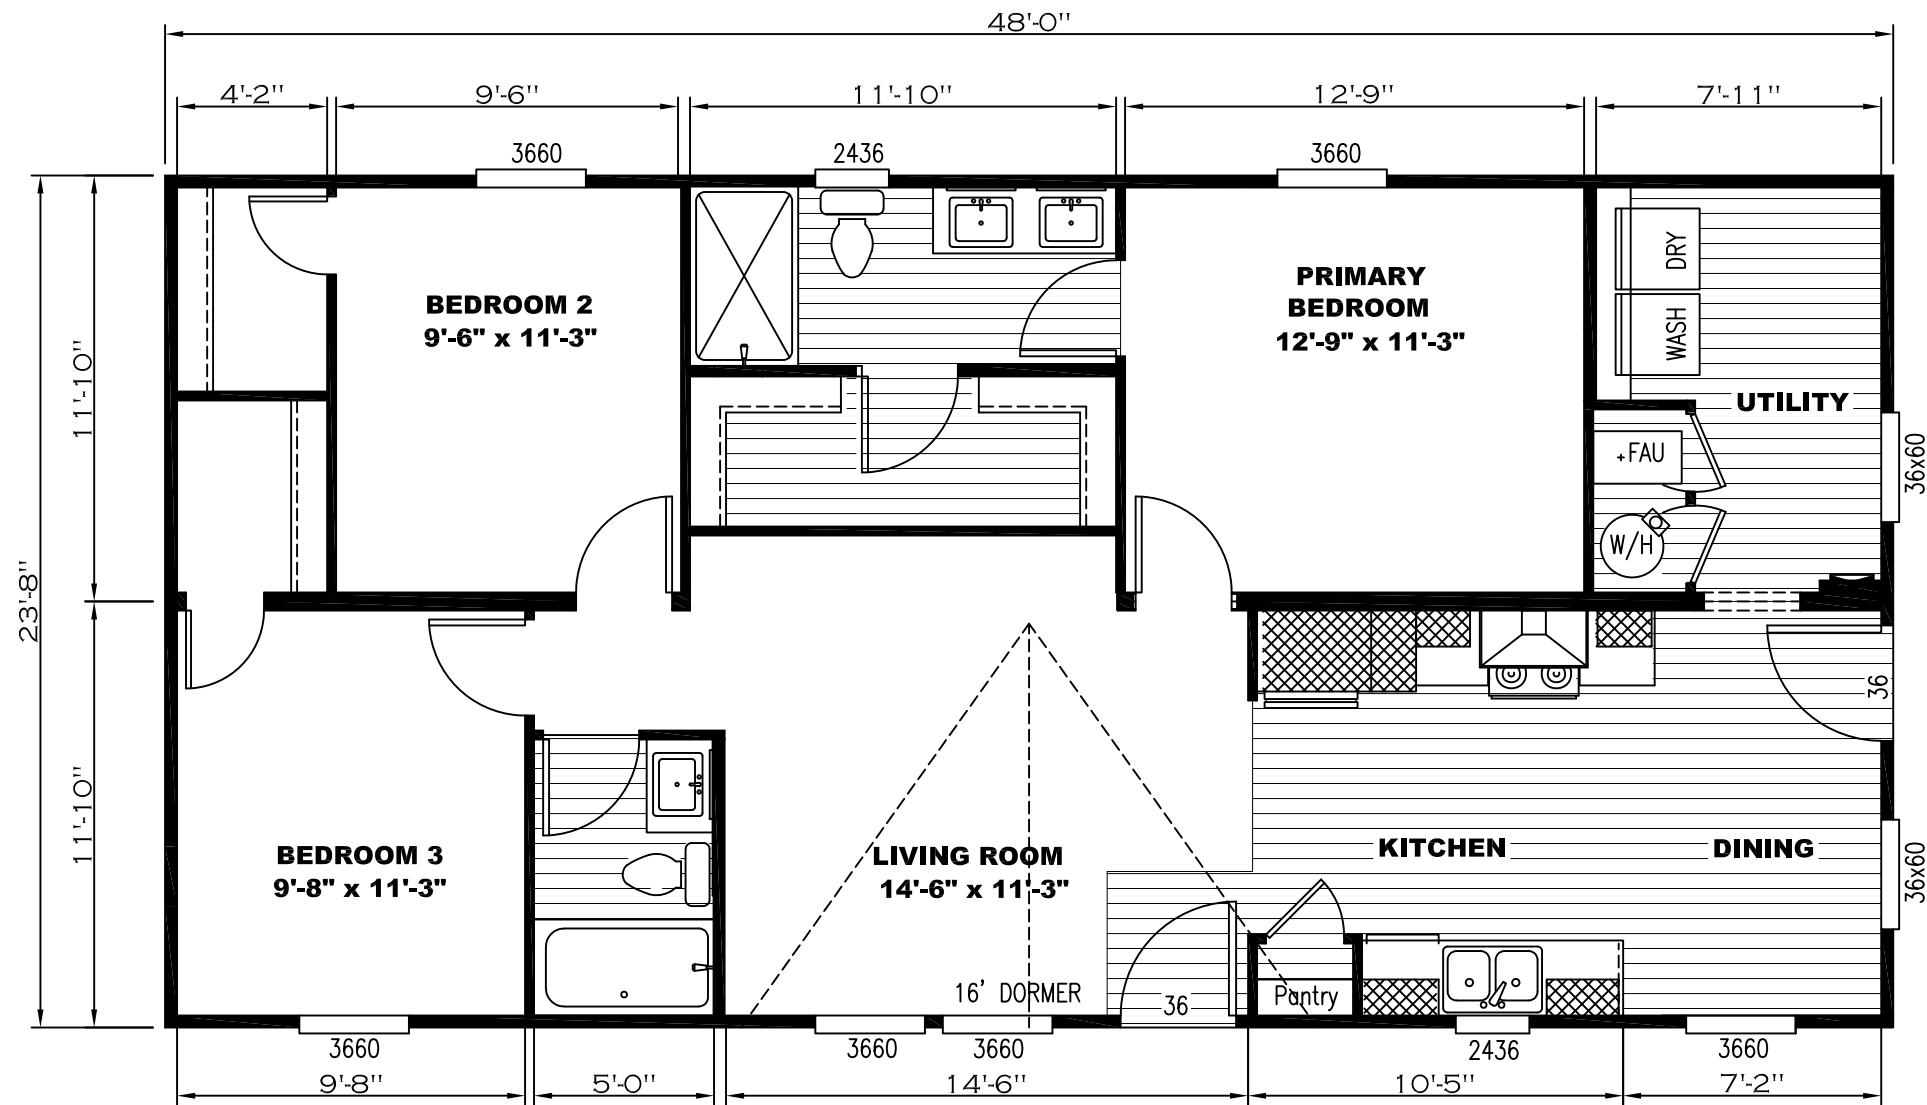 48'-0"
4'-2"
9'-6"
11'-10"
12'-9"
7'-11"
3660
2436
3660
BEDROOM 2
9'-6" x 11'-3"
PRIMARY
BEDROOM
12'-9" x 11'-3"
DRY
WASH
UTILITY
+FAU
W/H
36x60
11'-10"
23'-8"
11'-10"
36
BEDROOM 3
9'-8" x 11'-3"
LIVING ROOM
14'-6" x 11'-3"
KITCHEN
DINING
36x60
16' DORMER
36
Pantry
3660
3660
3660
2436
3660
9'-8"
5'-0"
14'-6"
10'-5"
7'-2"